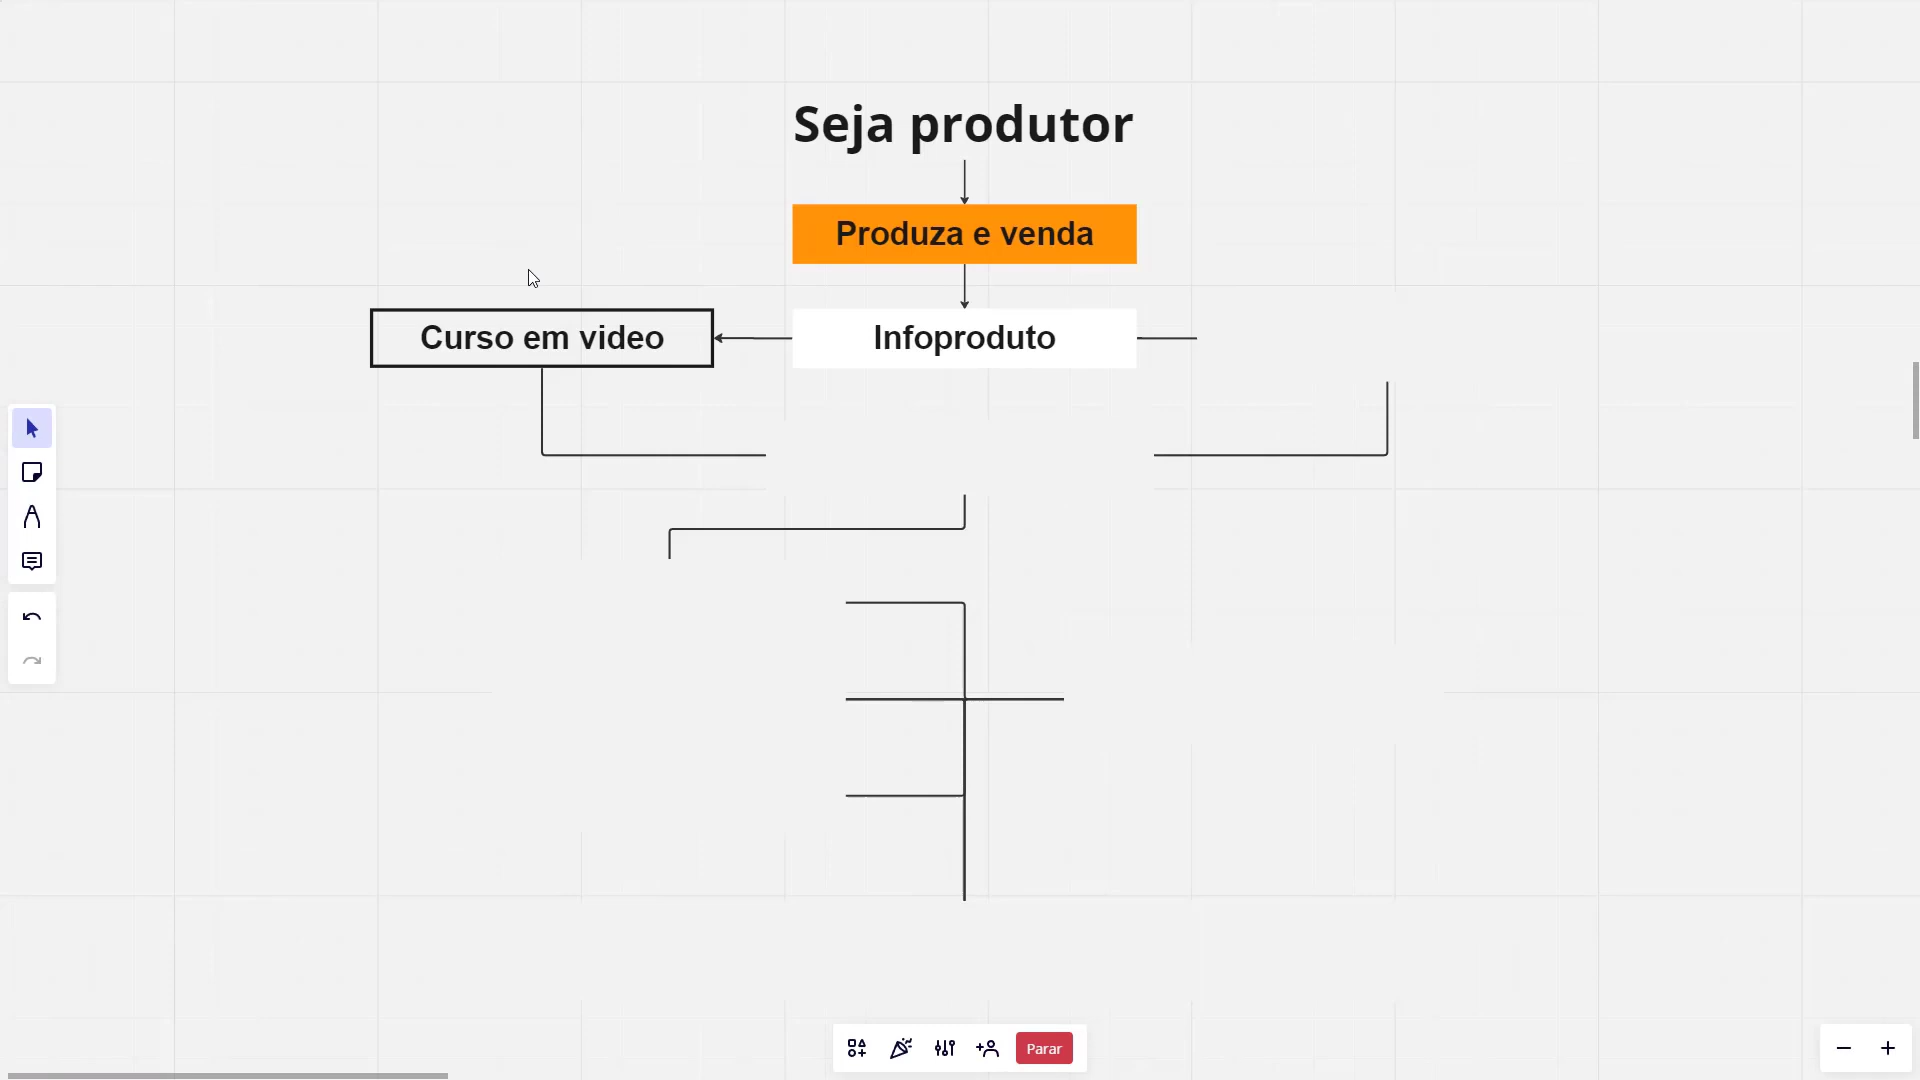 Seja produtor
Produza e venda
Curso em video
Infoproduto
Parar